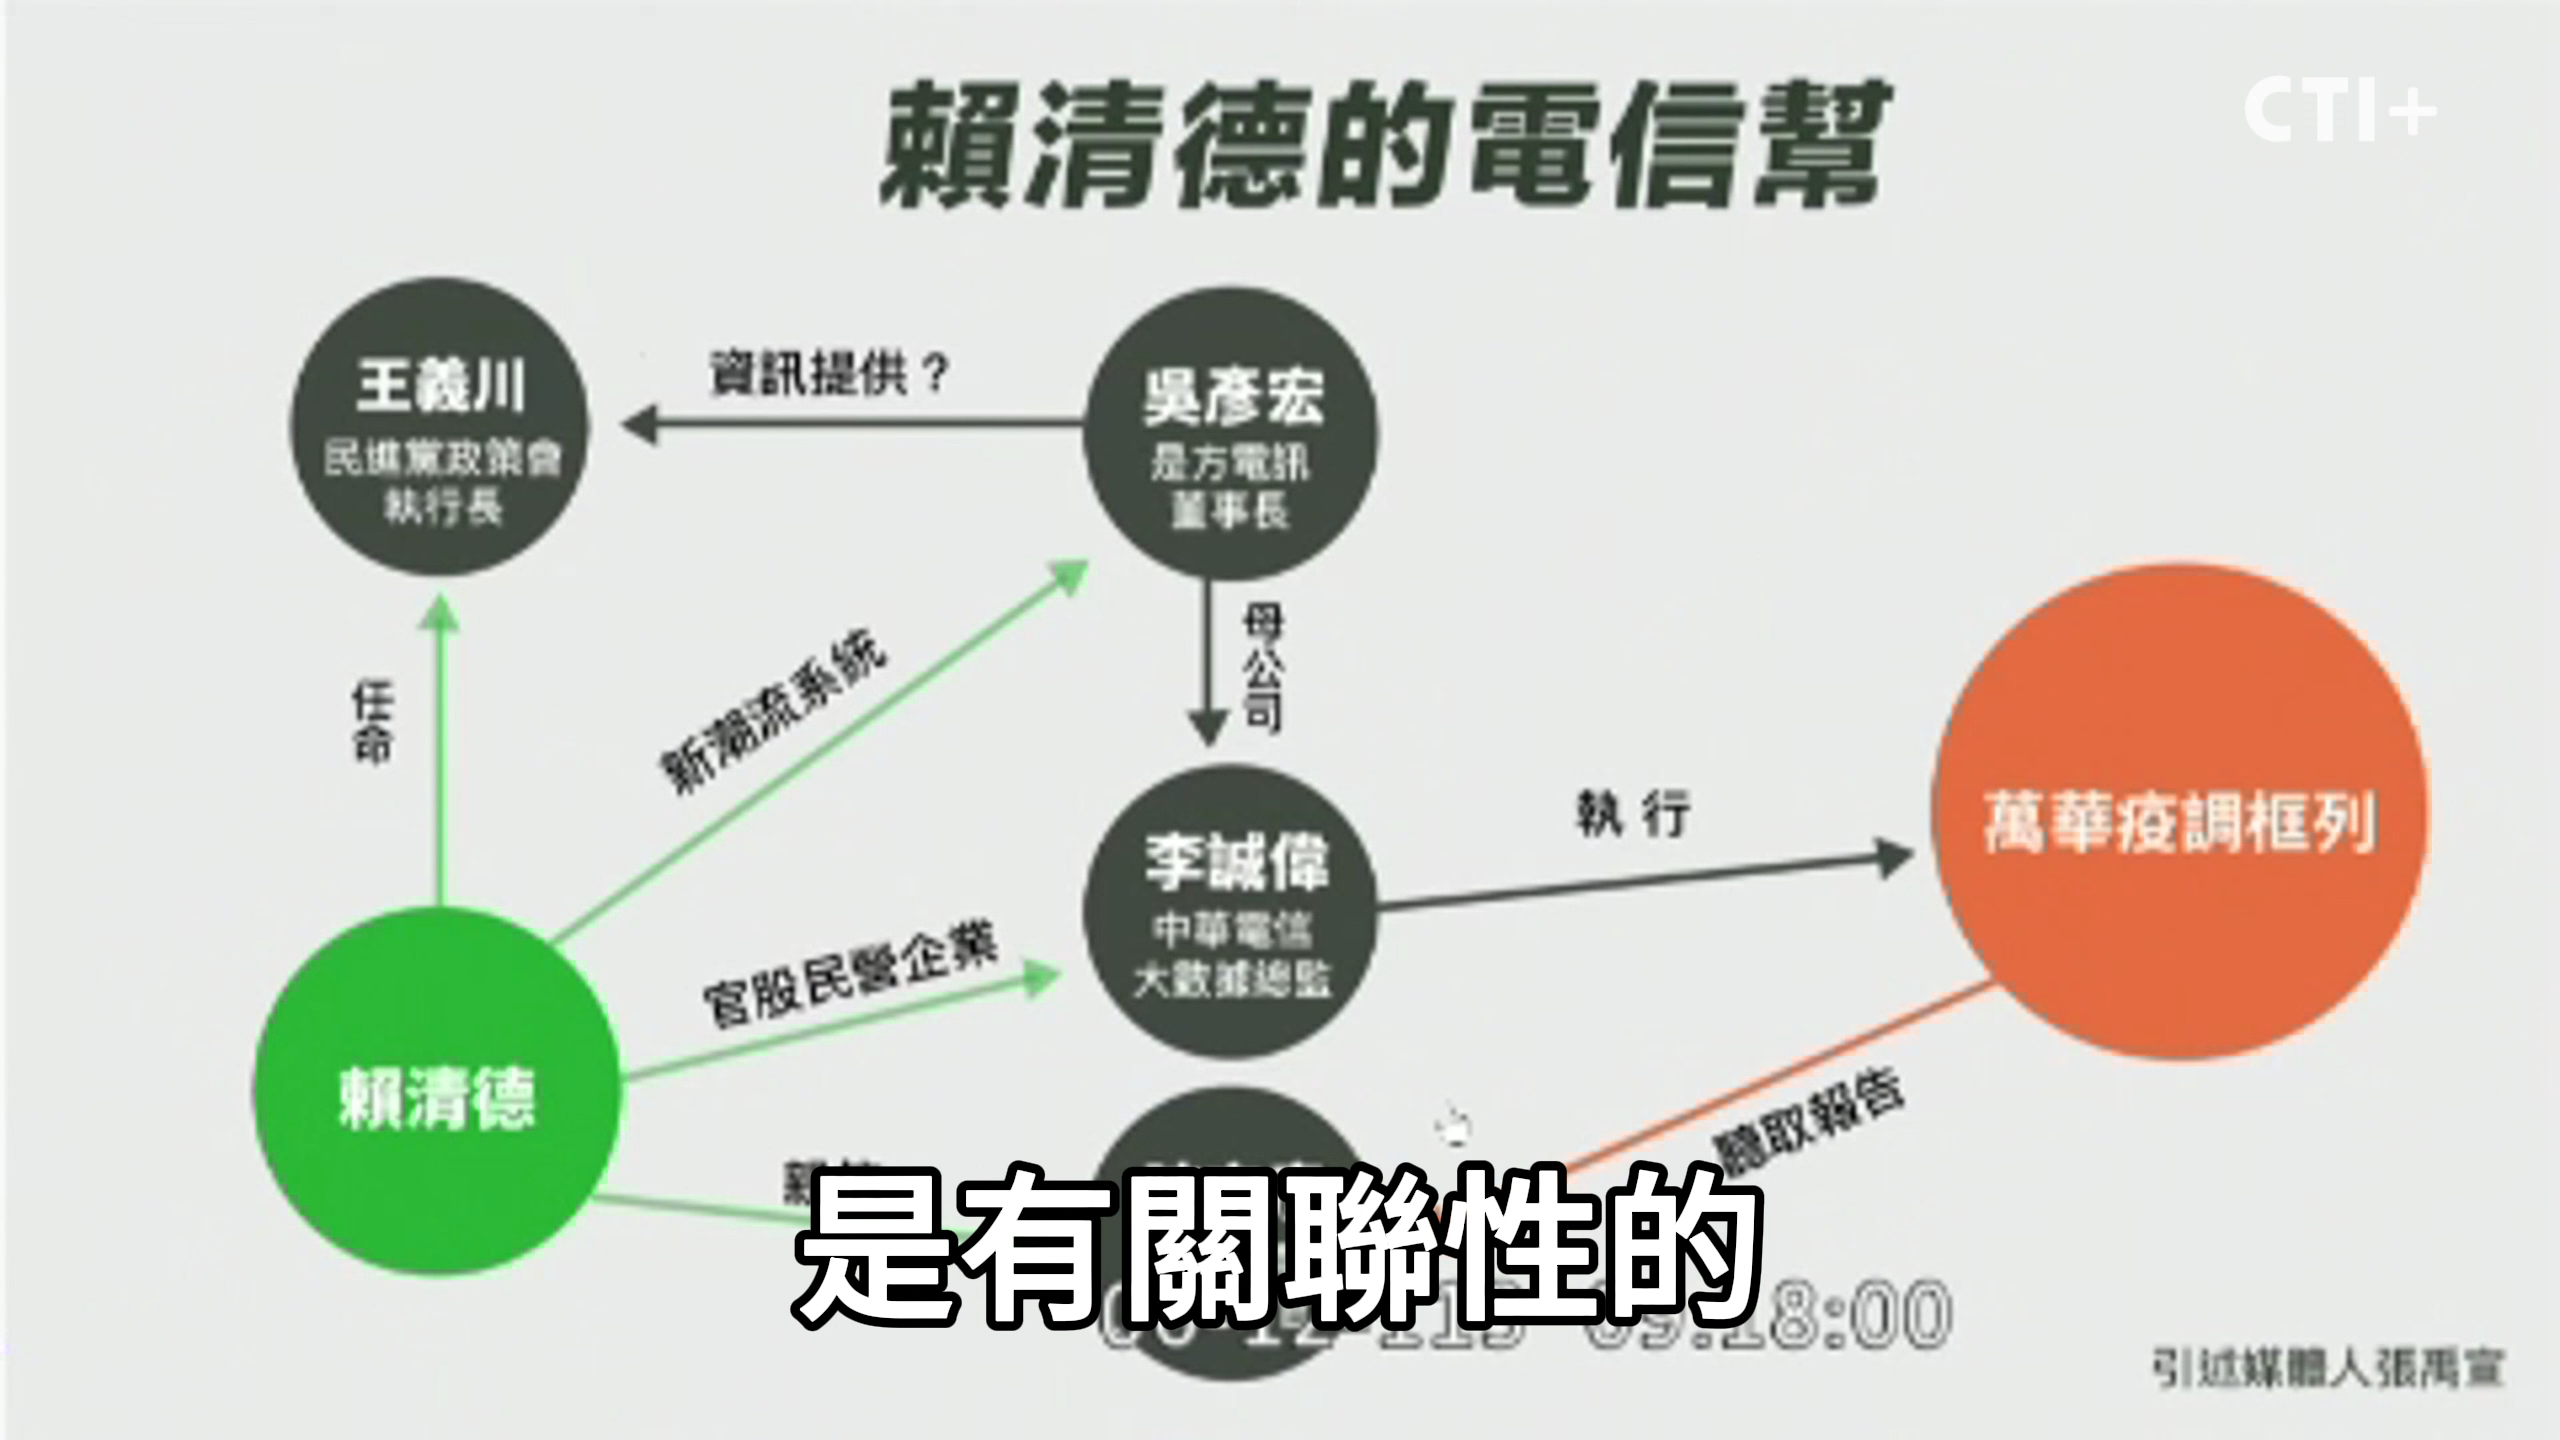 賴清德的電信幫
CTI+
王義川
民進黨政策會
執行長
資訊提供？
吳彥宏
是方電訊
董事長
任命
新潮流系統
母公司
李誠偉
中華電信
大數據總監
執行
萬華疫調框列
官股民營企業
賴清德
聽取報告
是有關聯性的
09:18:00
引述媒體人張禹宣